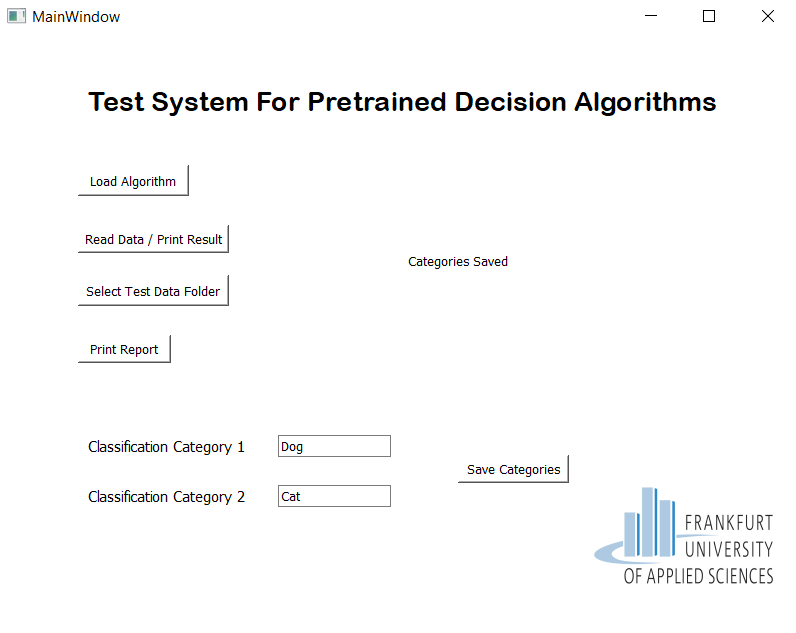 MainWindow
Test System For Pretrained Decision Algorithms
Load Algorithm
Read Data / Print Result
Categories Saved
Select Test Data Folder
Print Report
Classification Category 1
Dog
Save Categories
Classification Category 2
Cat
FRANKFURT
UNIVERSITY
OF APPLIED SCIENCES